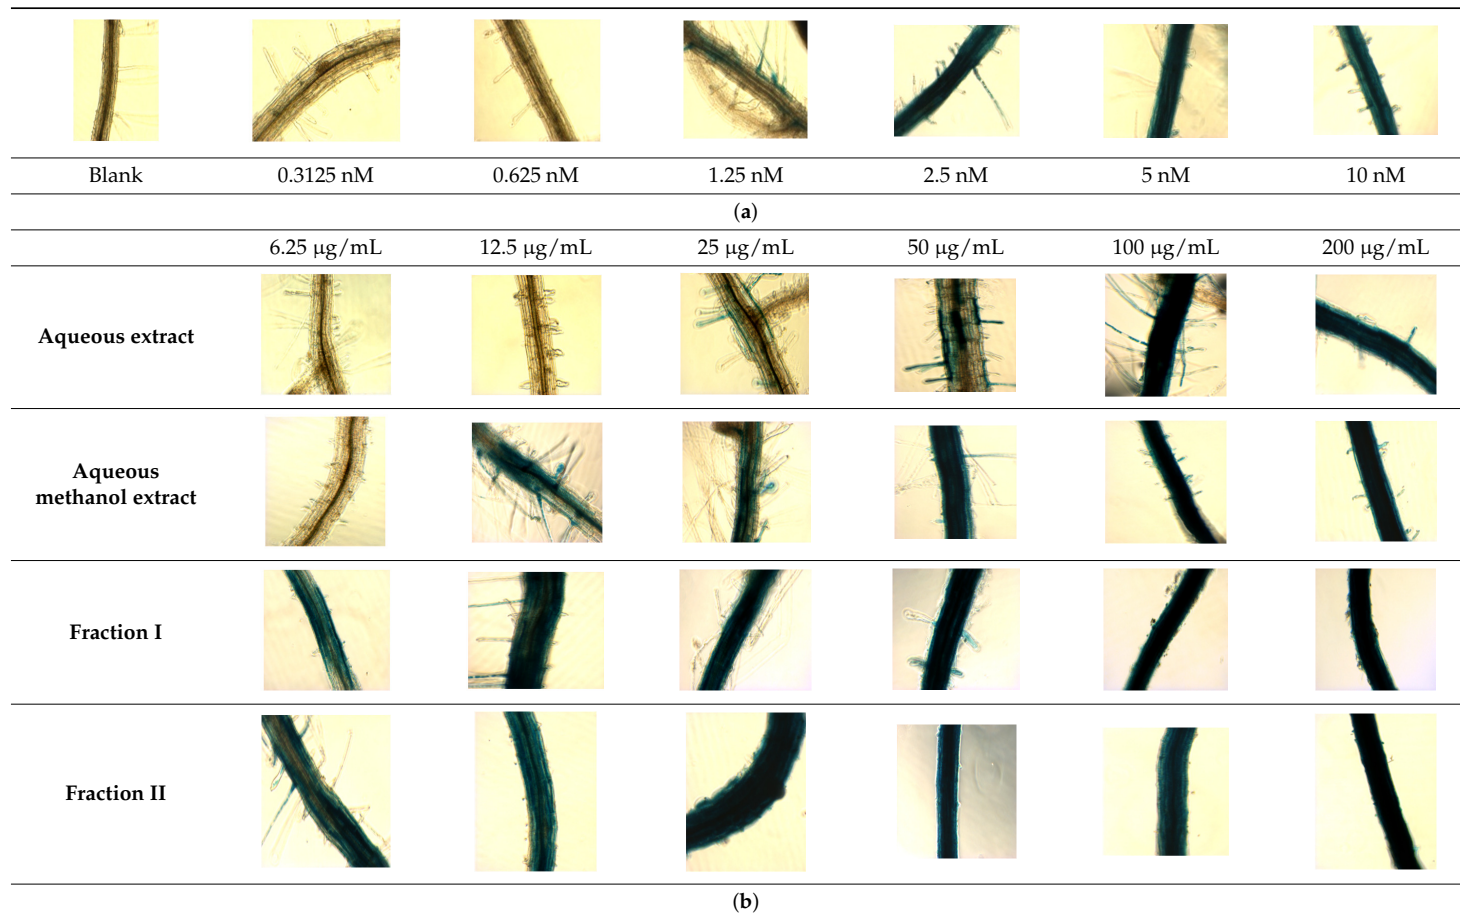 Blank 0.3125 nM 0.625 nM 1.25 nM 2.5 nM 5 nM 10 nM
(a)
6.25 µg/mL 12.5 µg/mL 25 µg/mL 50 µg/mL 100 µg/mL 200 µg/mL
Aqueous extract
Aqueous
methanol extract
Fraction I
Fraction II
(b)